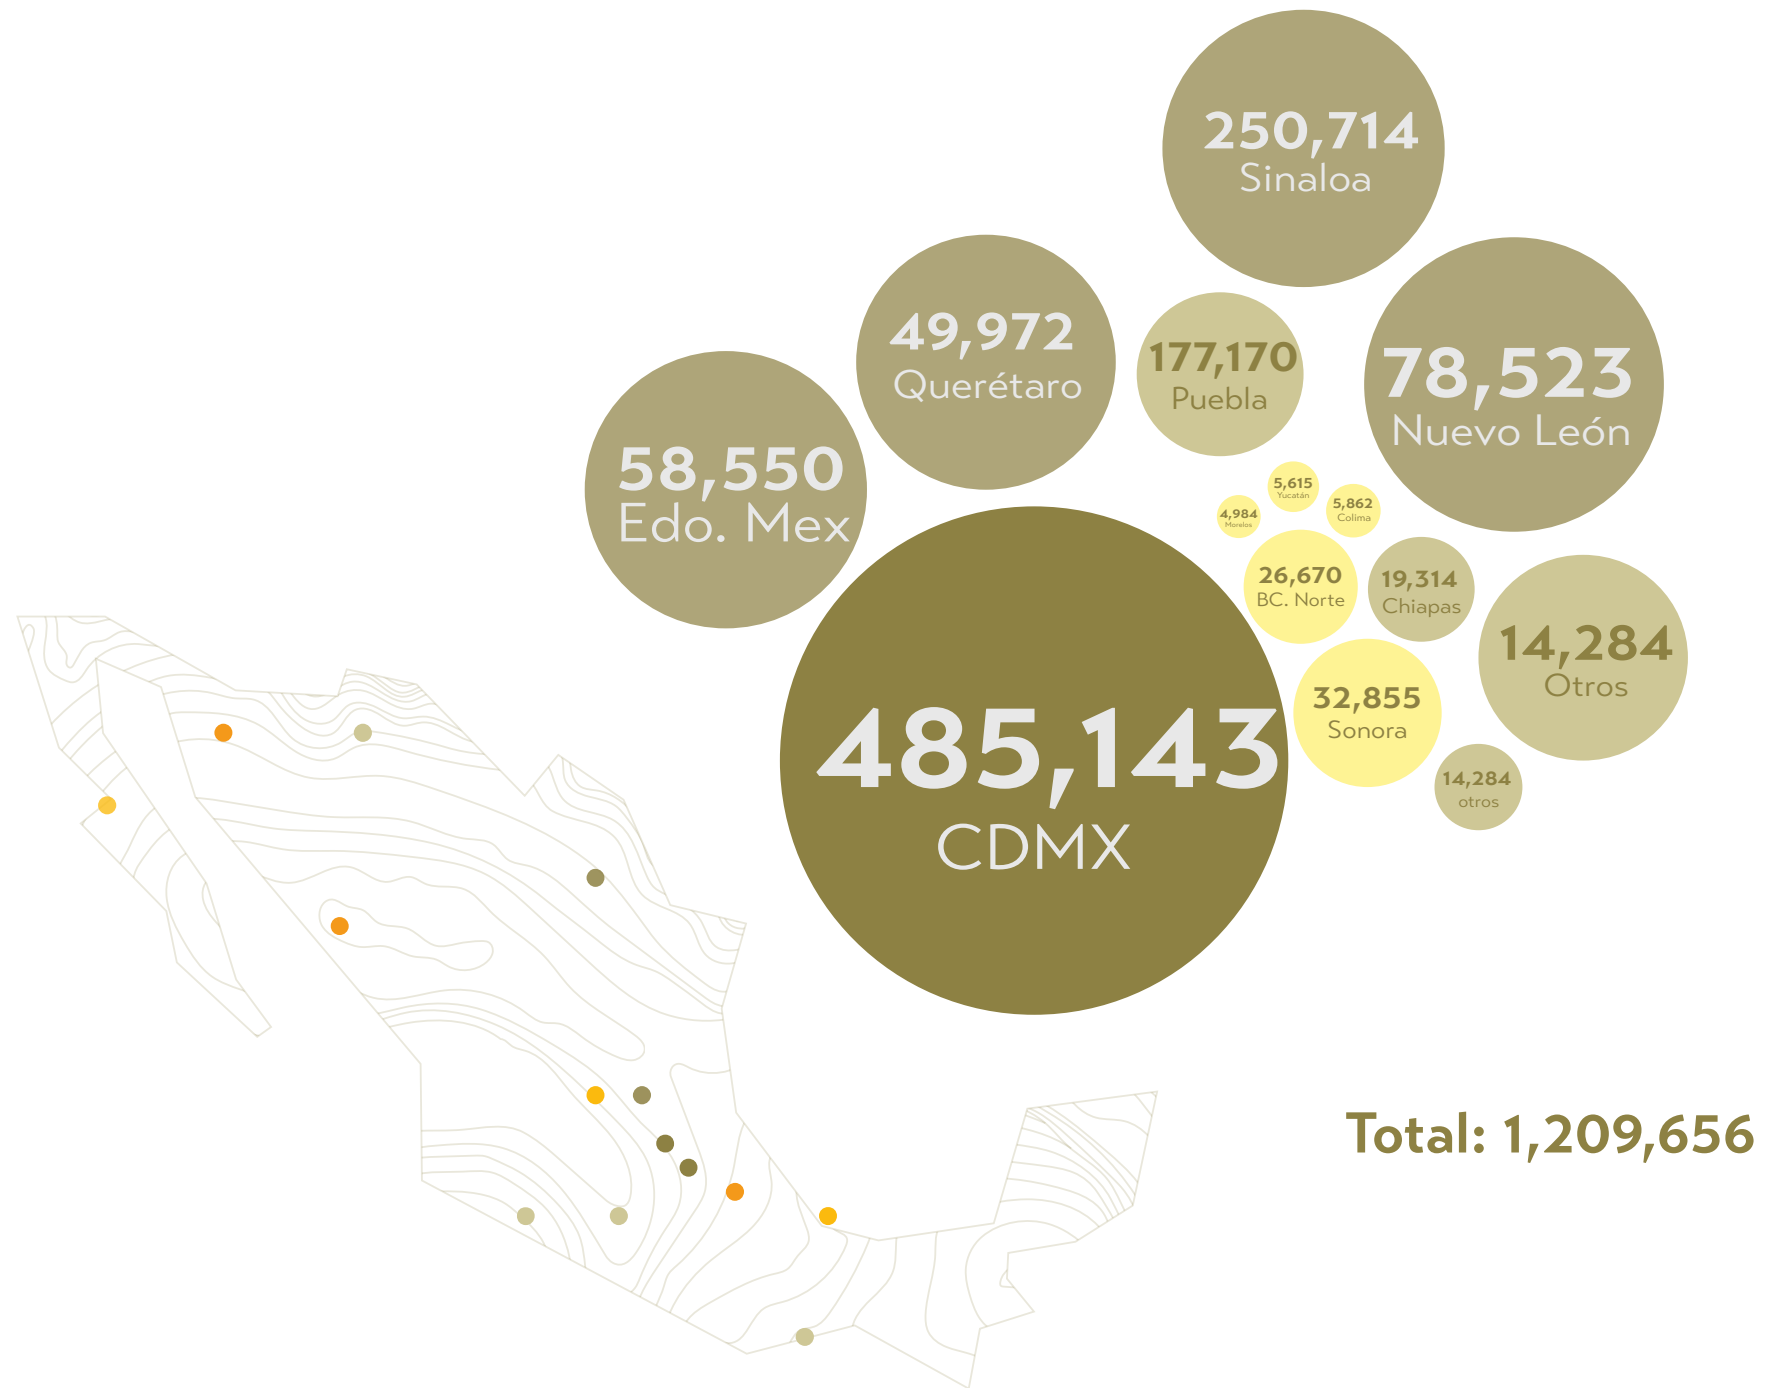 250,714
Sinaloa
49,972
Querétaro
177,170
Puebla
78,523
Nuevo León
58,550
Edo. Mex
5,615
Yucatán
4,984
Morelos
5,862
Colima
26,670
BC. Norte
19,314
Chiapas
14,284
Otros
32,855
Sonora
485,143
CDMX
14,284
otros
Total: 1,209,656